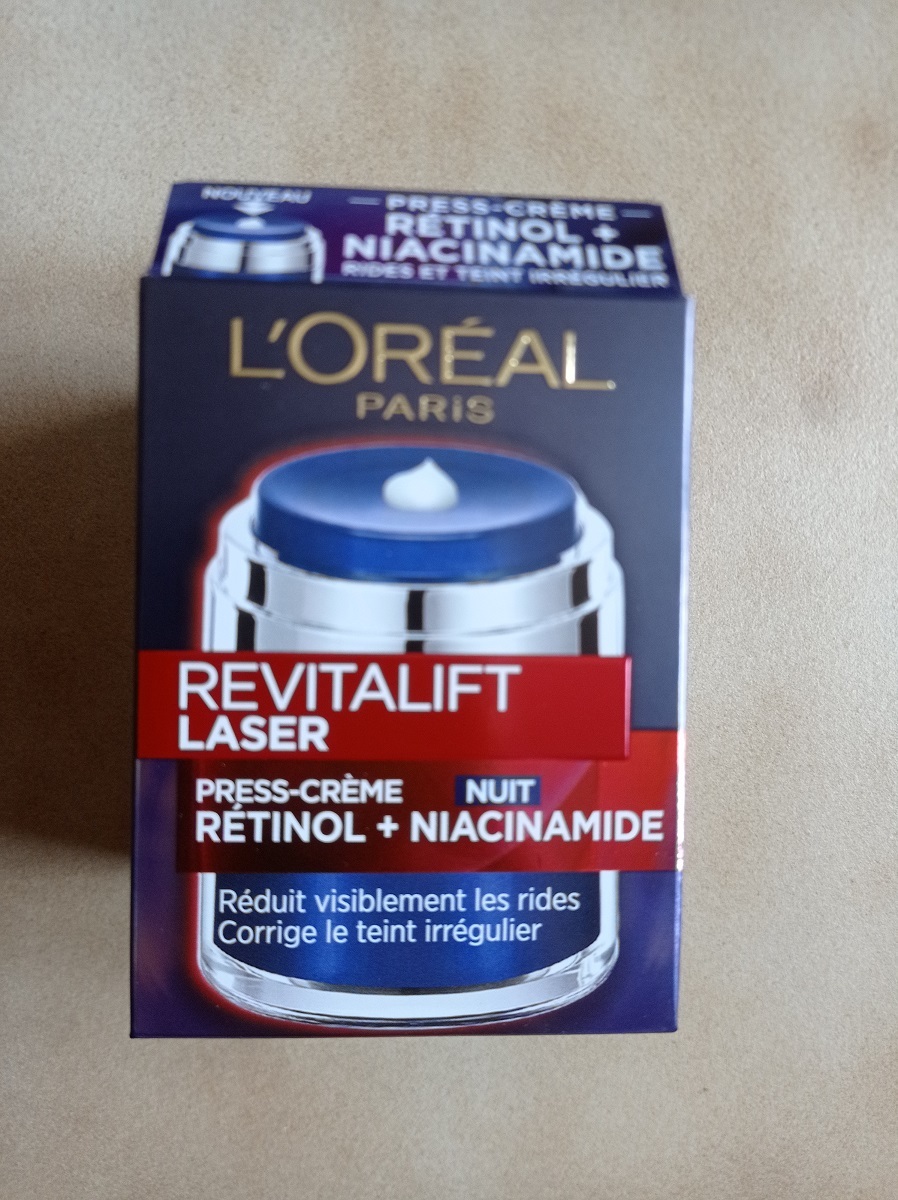 NOUVEAU
PRESS-CRÈME
RÉTINOL +
NIACINAMIDE
RIDES ET TEINT IRRÉGULIER
L'ORÉAL
PARIS
REVITALIFT
LASER
PRESS-CRÈME NUIT
RÉTINOL + NIACINAMIDE
Réduit visiblement les rides
Corrige le teint irrégulier